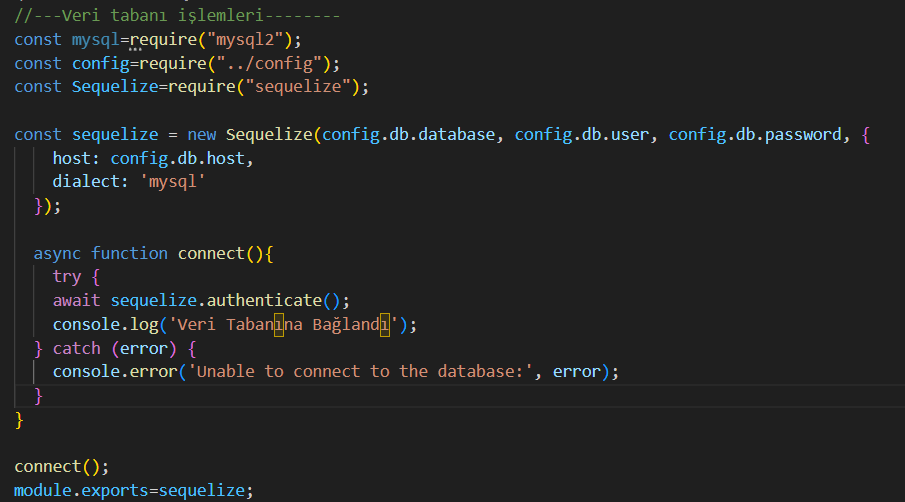 //---Veri tabanı işlemleri--------
const mysql=require("mysql2");
const config=require("../config");
const Sequelize=require("sequelize");
const sequelize = new Sequelize(config.db.database, config.db.user, config.db.password, {
host: config.db.host,
dialect: 'mysql'
});
async function connect(){
try {
await sequelize.authenticate();
console.log('Veri Tabanına Bağlandı');
} catch (error) {
console.error('Unable to connect to the database:', error);
}
}
connect();
module.exports=sequelize;